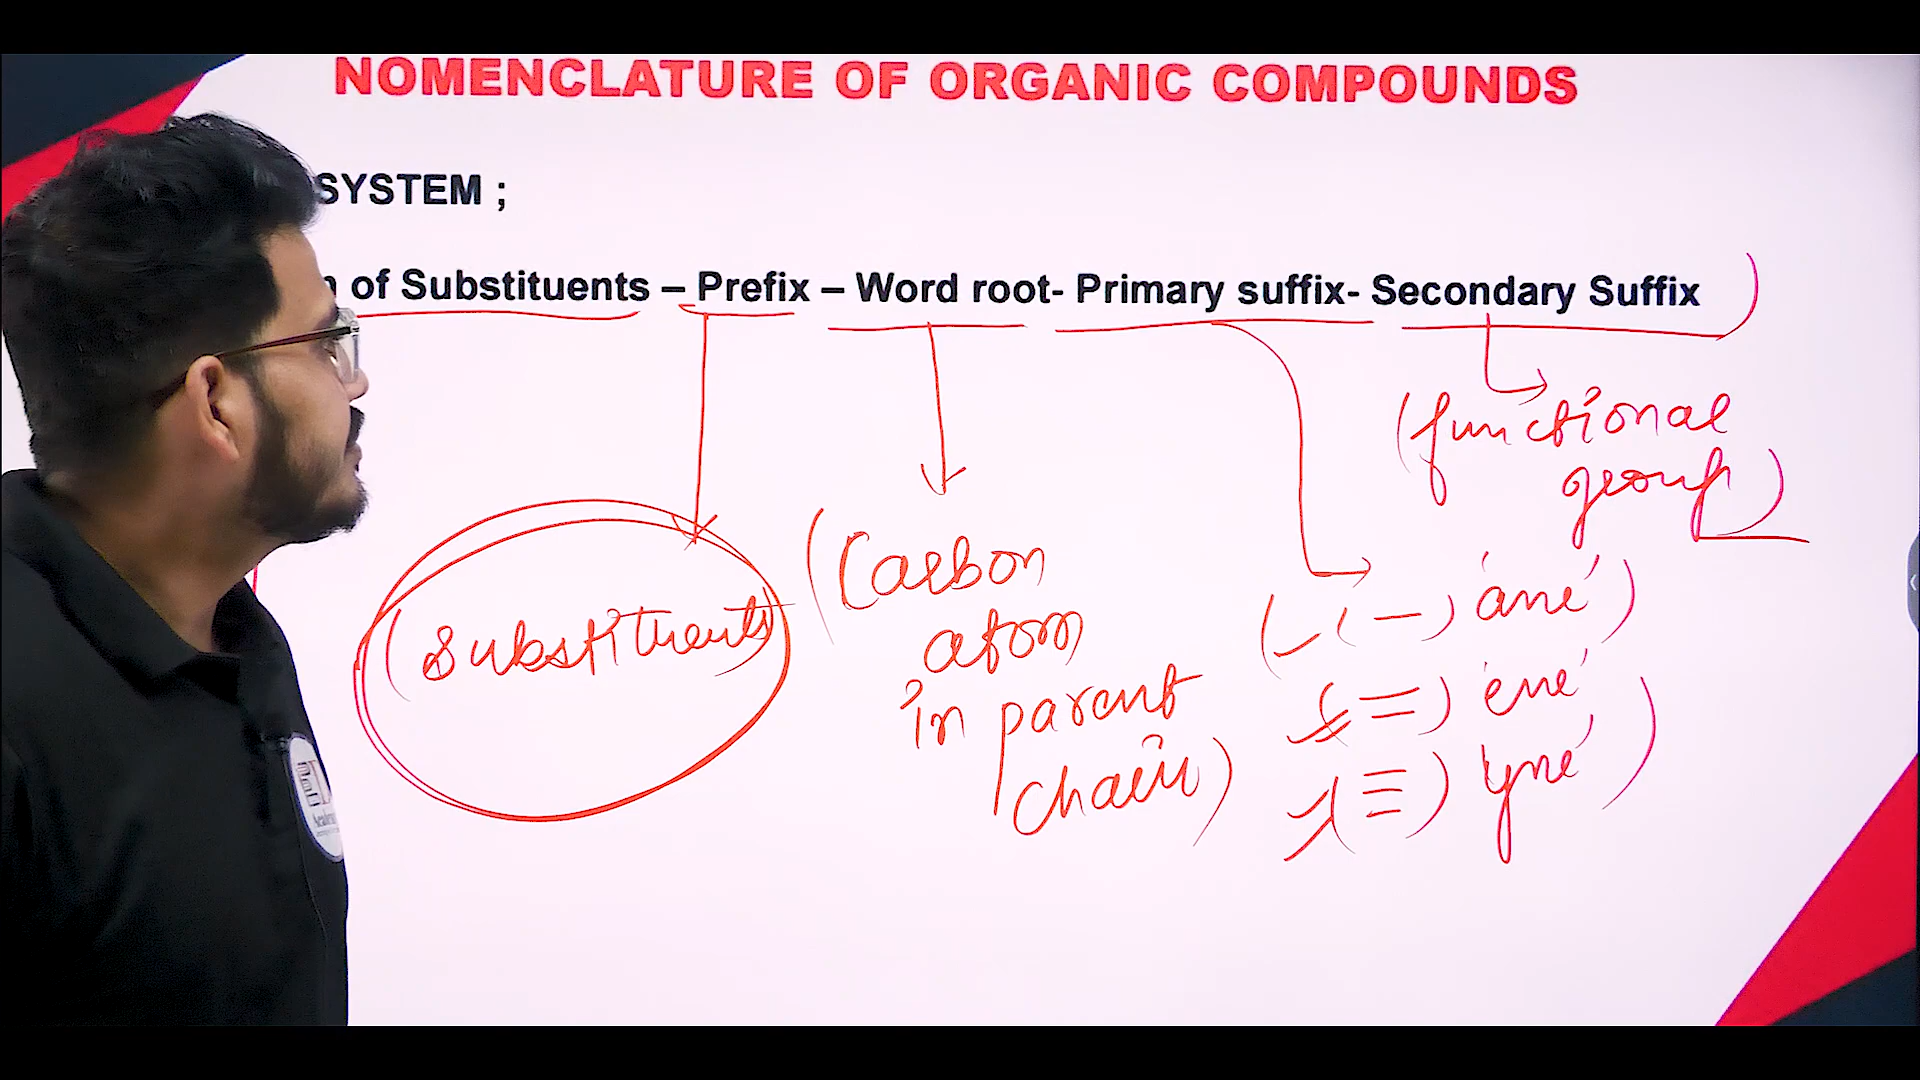 NOMENCLATURE OF ORGANIC COMPOUNDS
SYSTEM ;
of Substituents – Prefix – Word root- Primary suffix- Secondary Suffix
(functional
group)
(Substituents)
(Carbon
atom
in parent
chain)
(-) 'ane'
(=) 'ene'
(≡) 'yne'